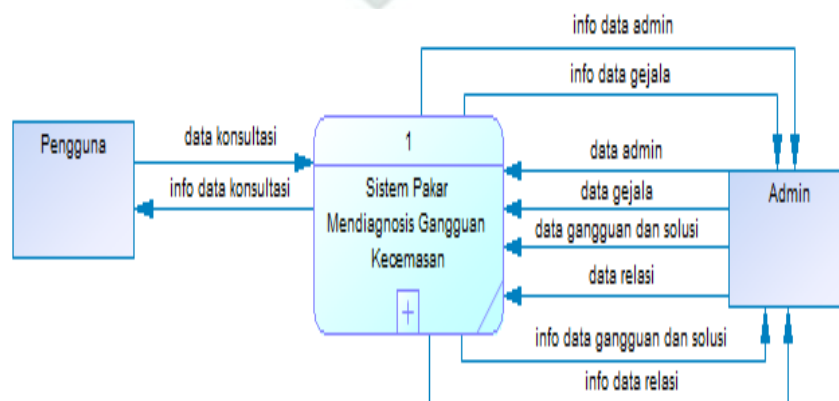 info data admin
info data gejala
Pengguna
data konsultasi
info data konsultasi
1
Sistem Pakar
Mendiagnosis Gangguan
Kecemasan
data admin
data gejala
data gangguan dan solusi
data relasi
Admin
info data gangguan dan solusi
info data relasi